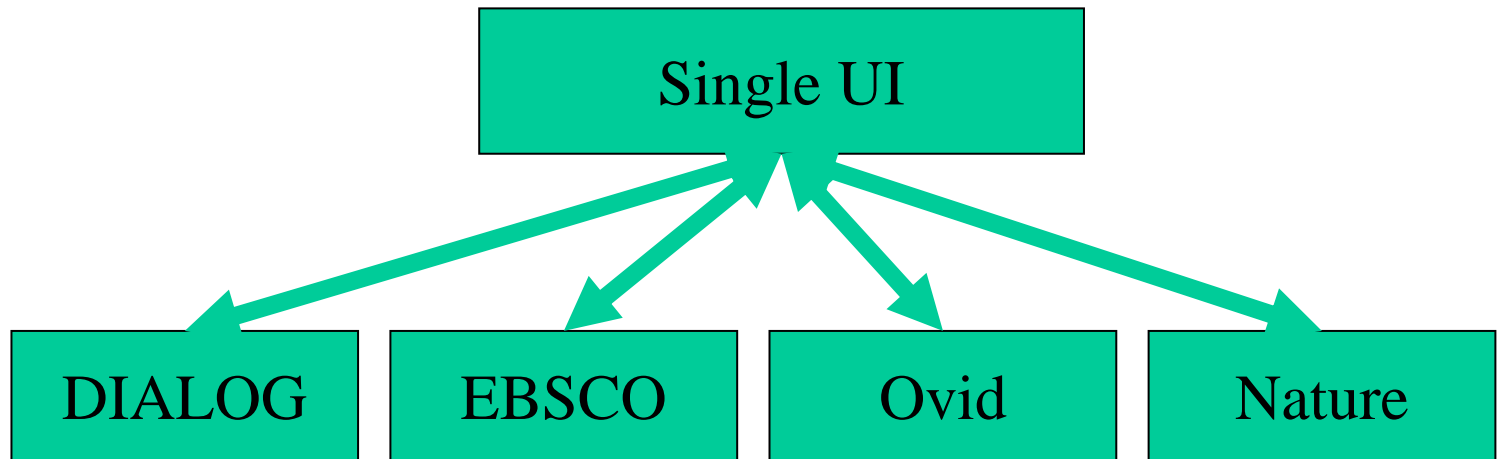 Single UI
DIALOG
EBSCO
Ovid
Nature